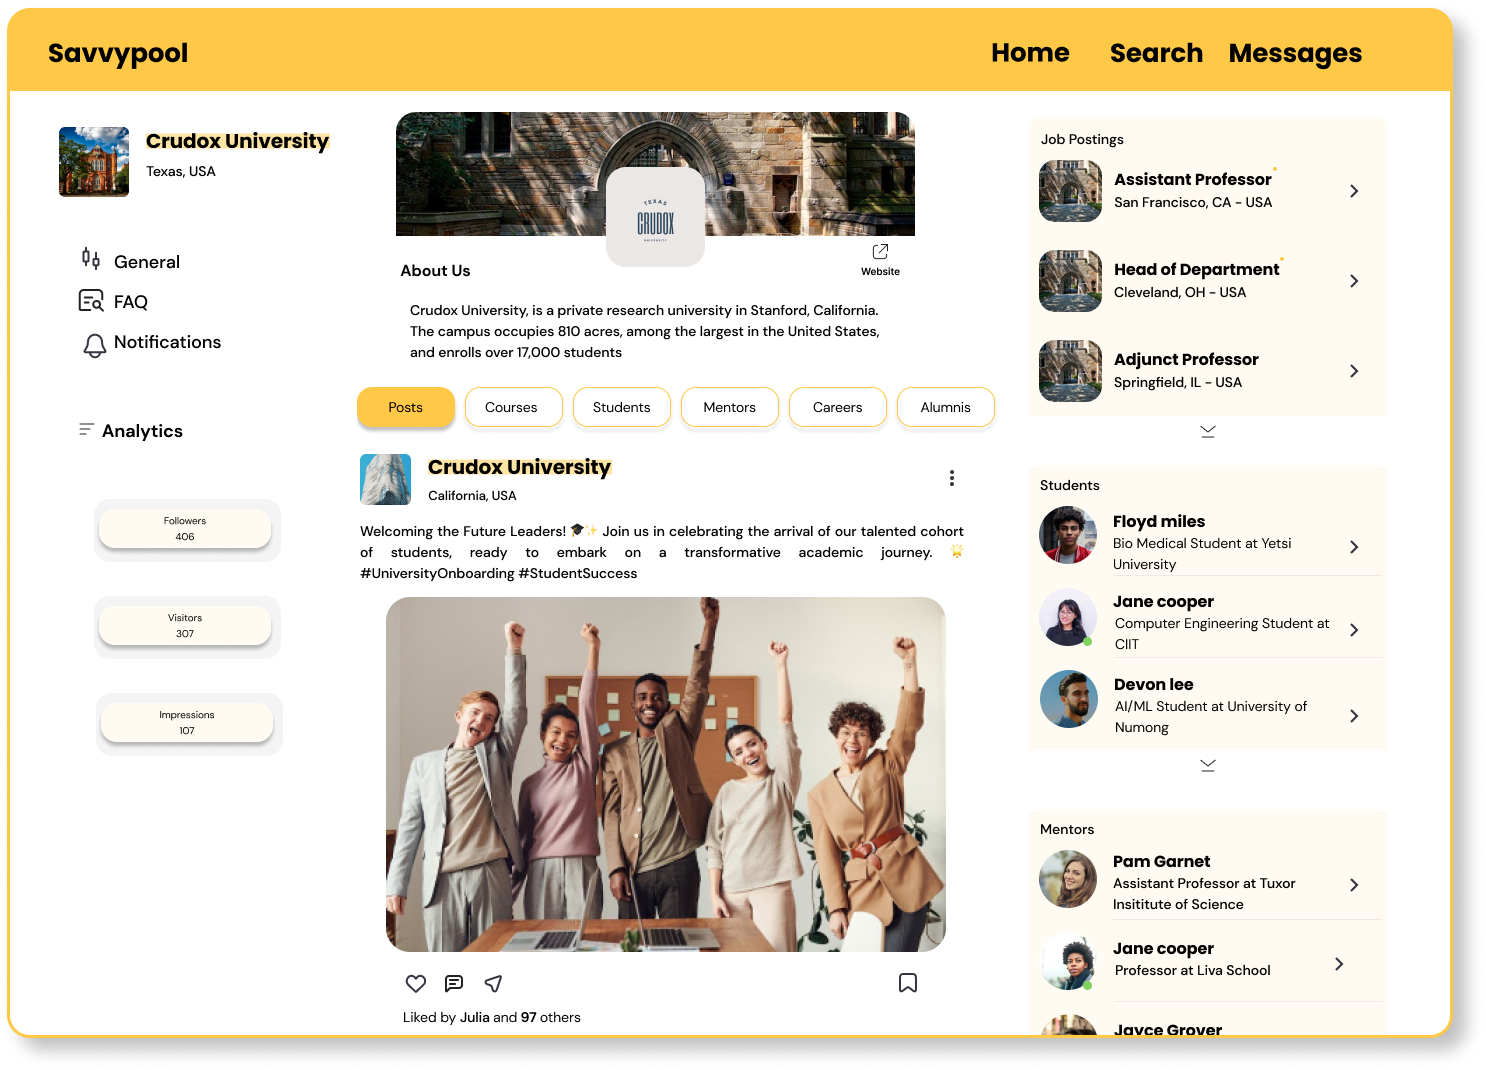 Savvypool
Home Search Messages
Crudox University
Texas, USA
General
FAQ
Notifications
Analytics
Followers
406
Visitors
307
Impressions
107
TEXAS
CRUDOX
UNIVERSITY
About Us
Website
Crudox University, is a private research university in Stanford, California.
The campus occupies 810 acres, among the largest in the United States,
and enrolls over 17,000 students
Posts Courses Students Mentors Careers Alumnis
Crudox University
California, USA
Welcoming the Future Leaders! 🎓✨ Join us in celebrating the arrival of our talented cohort
of students, ready to embark on a transformative academic journey. 🌟
#UniversityOnboarding #StudentSuccess
Liked by Julia and 97 others
Job Postings
Assistant Professor
San Francisco, CA - USA
Head of Department
Cleveland, OH - USA
Adjunct Professor
Springfield, IL - USA
Students
Floyd miles
Bio Medical Student at Yetsi
University
Jane cooper
Computer Engineering Student at
CIIT
Devon lee
AI/ML Student at University of
Numong
Mentors
Pam Garnet
Assistant Professor at Tuxor
Insititute of Science
Jane cooper
Professor at Liva School
Jayce Grover